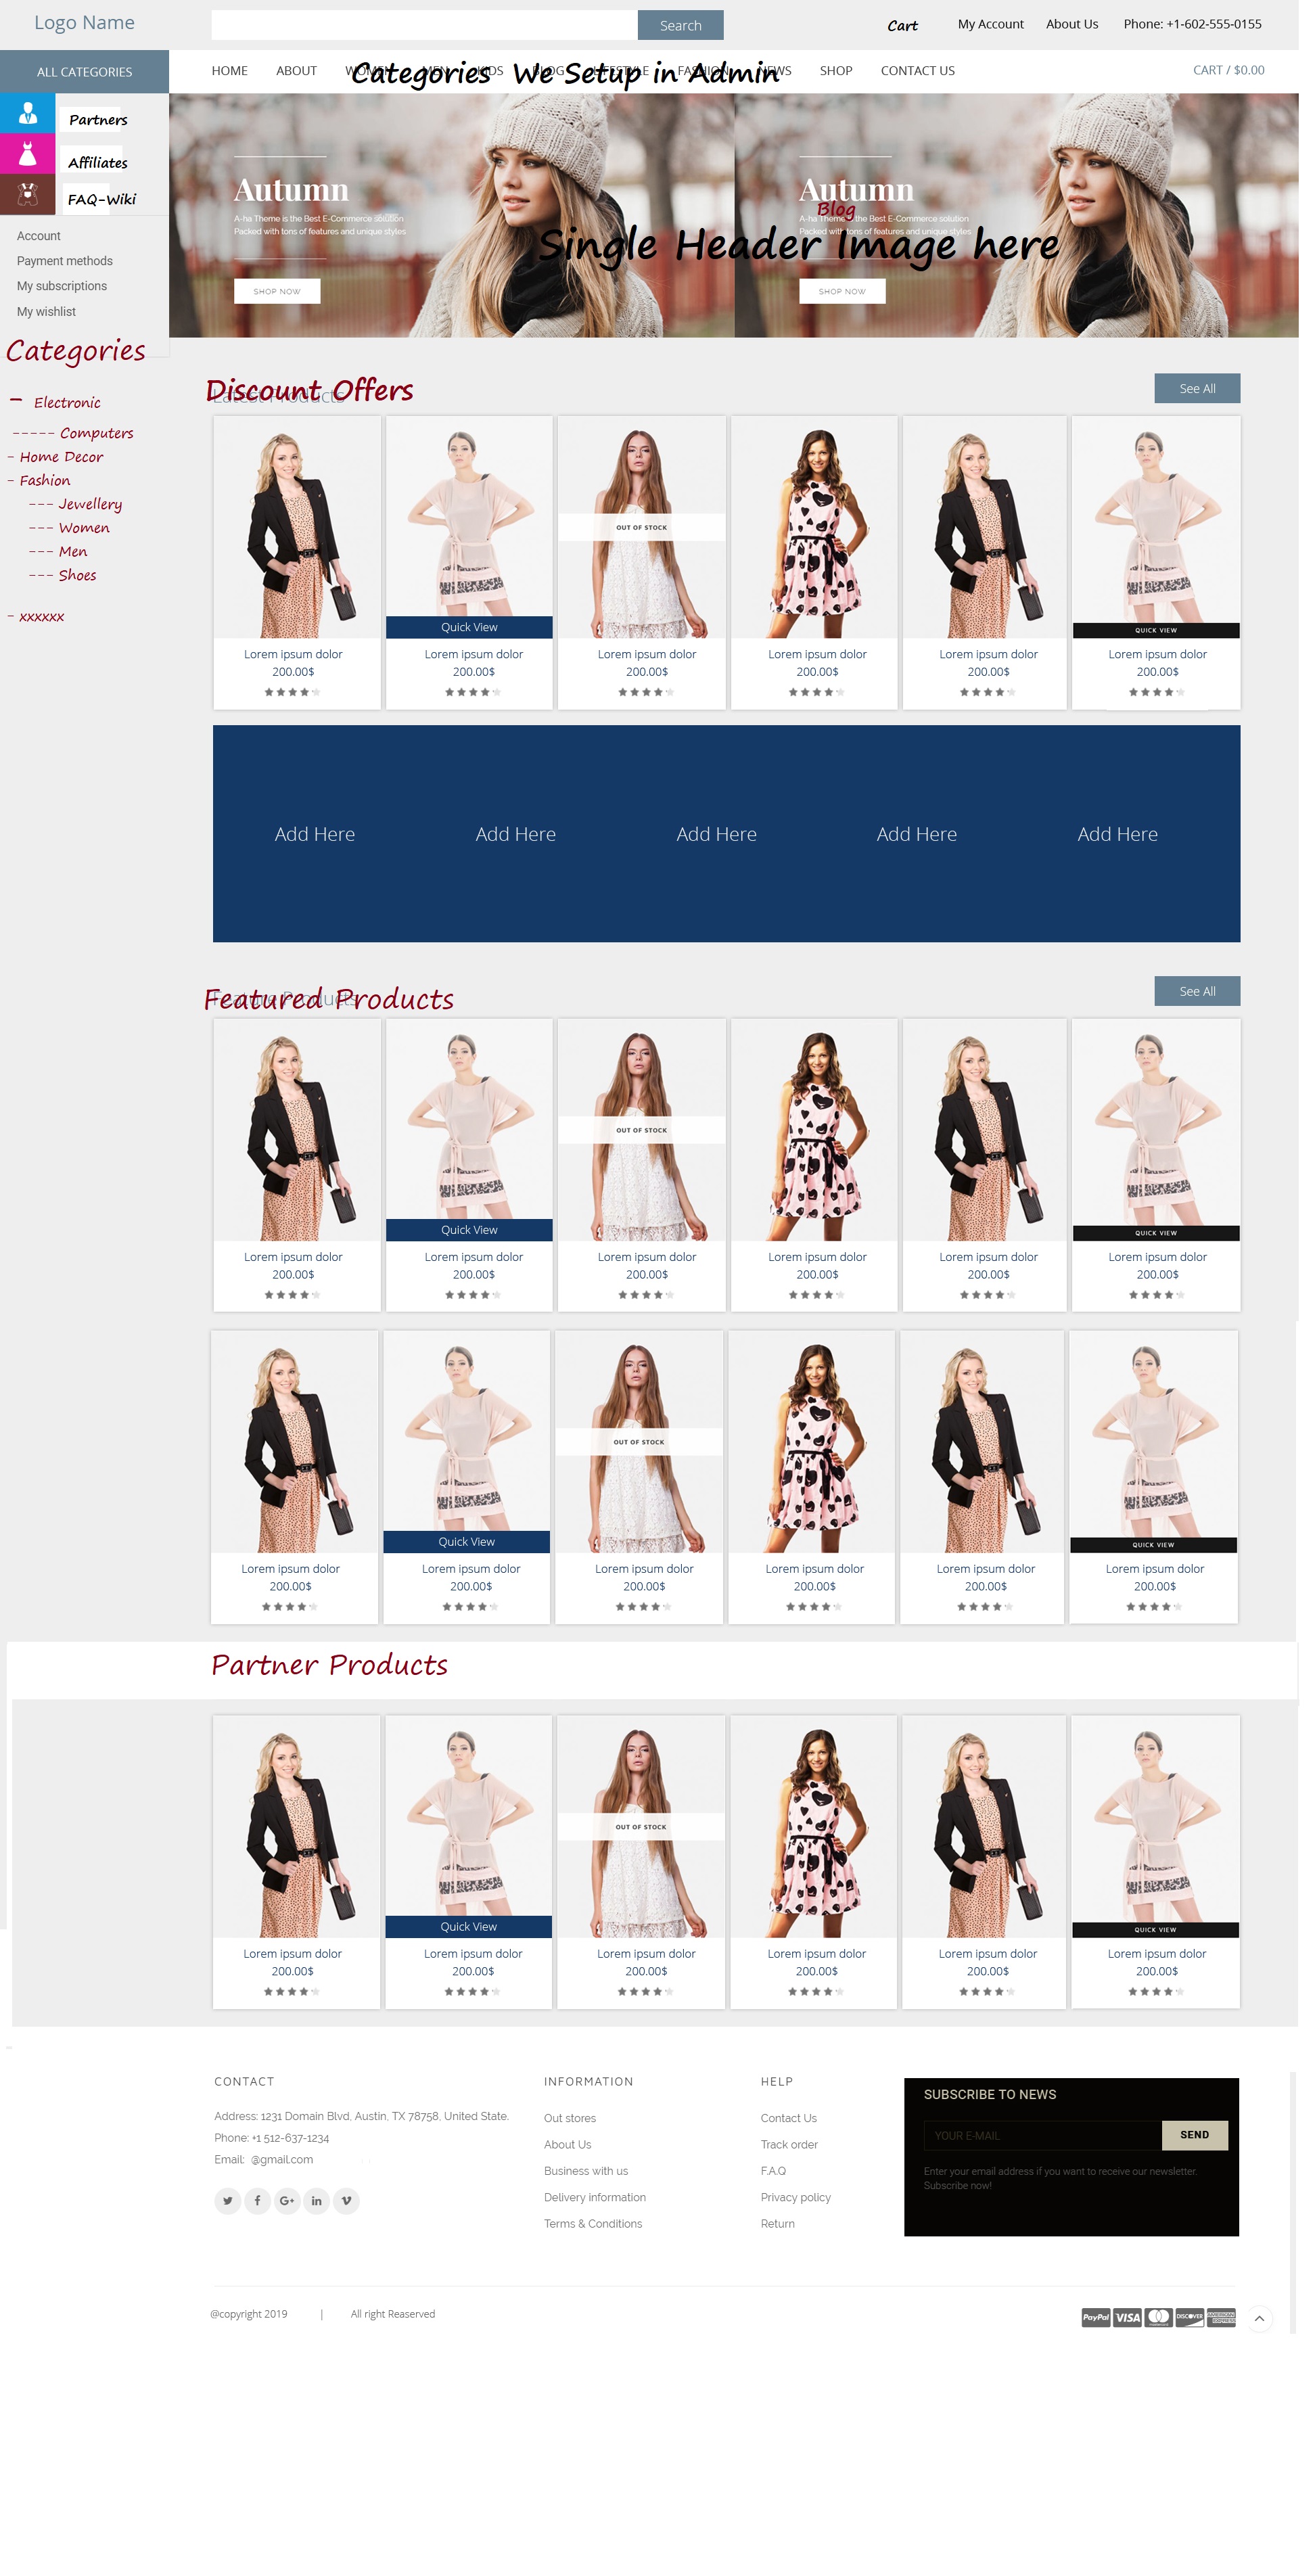 Logo Name
Search
Cart
My Account
About Us
Phone: +1-602-555-0155
ALL CATEGORIES
HOME ABOUT WOMEN MEN KIDS BLOG LIFESTYLE FASHION NEWS SHOP CONTACT US
Categories We Setup in Admin
CART / $0.00
Partners
Affiliates
FAQ-Wiki
Account
Payment methods
My subscriptions
My wishlist
Autumn
A-ha Theme is the Best E-Commerce solution
Packed with tons of features and unique styles
SHOP NOW
Autumn
Blog
A-ha Theme the Best E-Commerce solution
Packed with tons of features and unique styles
Single Header Image here
SHOP NOW
Categories
- Electronic
----- Computers
- Home Decor
- Fashion
--- Jewellery
--- Women
--- Men
--- Shoes
- xxxxxx
Latest Products
Discount Offers
See All
OUT OF STOCK
Quick View
QUICK VIEW
Lorem ipsum dolor Lorem ipsum dolor Lorem ipsum dolor Lorem ipsum dolor Lorem ipsum dolor Lorem ipsum dolor
200.00$ 200.00$ 200.00$ 200.00$ 200.00$ 200.00$
Add Here Add Here Add Here Add Here Add Here
Feature Products
Featured Products
See All
OUT OF STOCK
Quick View
QUICK VIEW
Lorem ipsum dolor Lorem ipsum dolor Lorem ipsum dolor Lorem ipsum dolor Lorem ipsum dolor Lorem ipsum dolor
200.00$ 200.00$ 200.00$ 200.00$ 200.00$ 200.00$
OUT OF STOCK
Quick View
QUICK VIEW
Lorem ipsum dolor Lorem ipsum dolor Lorem ipsum dolor Lorem ipsum dolor Lorem ipsum dolor Lorem ipsum dolor
200.00$ 200.00$ 200.00$ 200.00$ 200.00$ 200.00$
Partner Products
OUT OF STOCK
Quick View
QUICK VIEW
Lorem ipsum dolor Lorem ipsum dolor Lorem ipsum dolor Lorem ipsum dolor Lorem ipsum dolor Lorem ipsum dolor
200.00$ 200.00$ 200.00$ 200.00$ 200.00$ 200.00$
CONTACT
Address: 1231 Domain Blvd, Austin, TX 78758, United State.
Phone: +1 512-637-1234
Email: @gmail.com
INFORMATION
Out stores
About Us
Business with us
Delivery information
Terms & Conditions
HELP
Contact Us
Track order
F.A.Q
Privacy policy
Return
SUBSCRIBE TO NEWS
YOUR E-MAIL
SEND
Enter your email address if you want to receive our newsletter.
Subscribe now!
@copyright 2019 | All right Reaserved
PayPal VISA mastercard DISCOVER AMERICAN EXPRESS